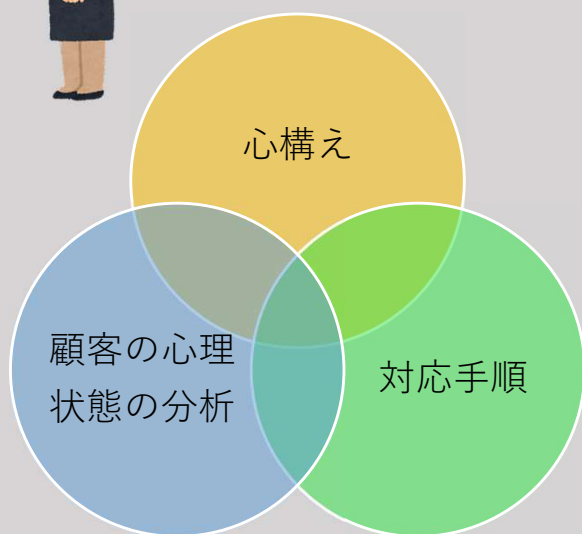 心構え
顧客の心理
状態の分析
対応手順